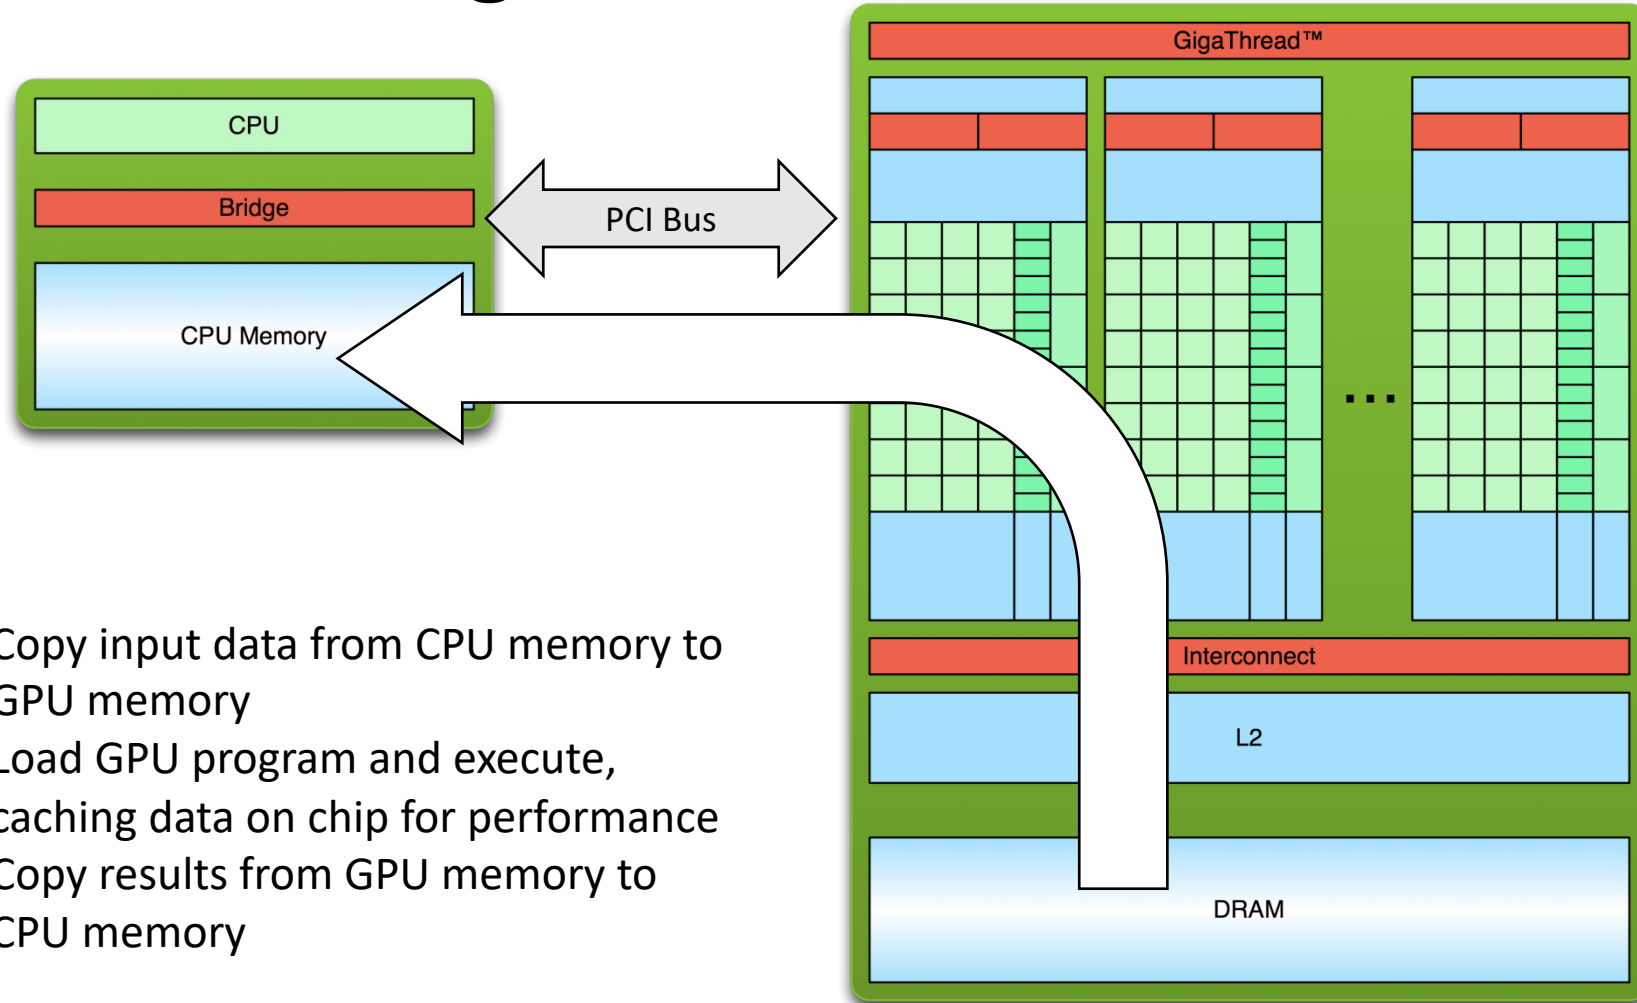 GigaThread™
CPU
Bridge
PCI Bus
CPU Memory
...
Copy input data from CPU memory to
GPU memory
Load GPU program and execute,
caching data on chip for performance
Copy results from GPU memory to
CPU memory
Interconnect
L2
DRAM